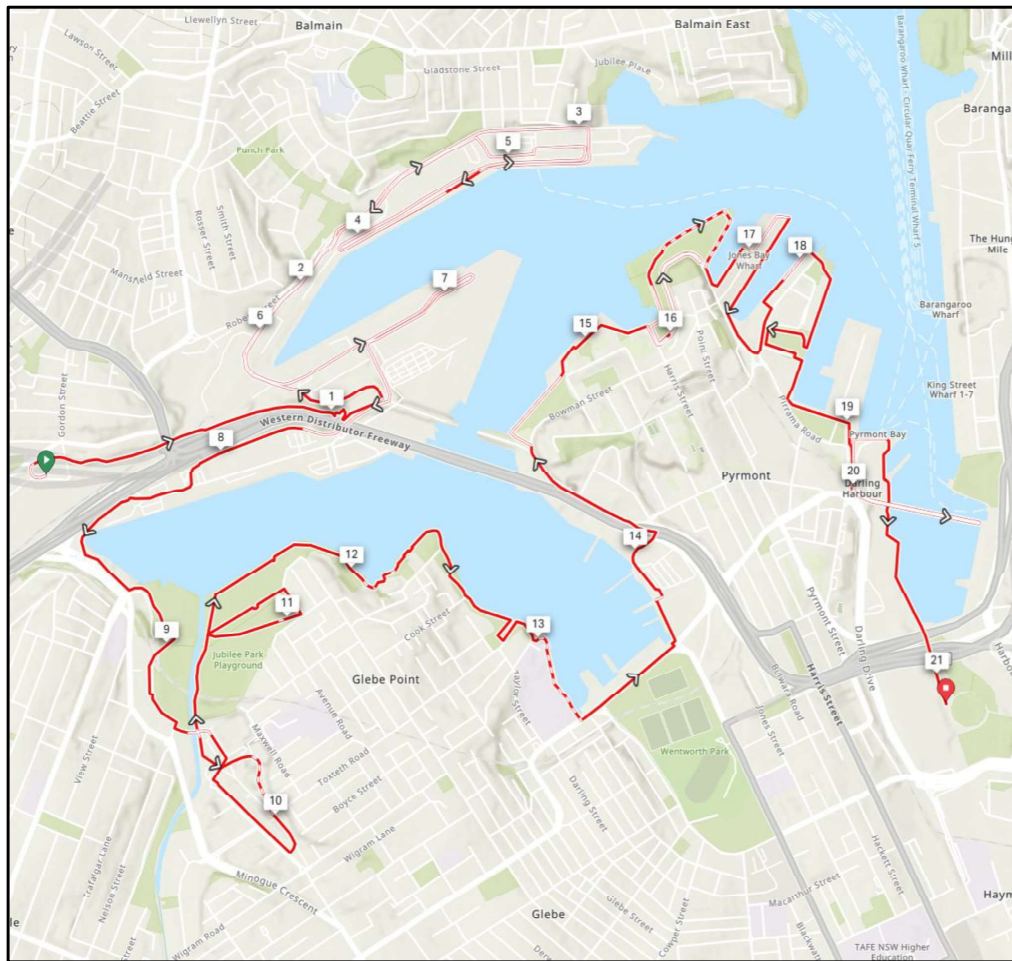 Llewellyn Street
Balmain
Balmain East
Lawson Street
Beattie Street
Gladstone Street
Jubilee Place
Mill
Baranga
Barangaroo Wharf - Circular Quay Ferry Terminal Wharf 5
3
5
Punch Park
Smith Street
Rosser Street
Mansfield Street
4
2
7
17
18
Jones Bay
Wharf
The Hung
Mile
Barangaroo
Wharf
6
15
16
Point Street
Harris Street
Bowman Street
Pirrama Road
King Street
Wharf 1-7
Gordon Street
1
8
Western Distributor Freeway
19
Pyrmont Bay
20
Darling
Harbour
Pyrmont
14
12
11
9
Cook Street
Jubilee Park
Playground
Glebe Point
13
Taylor Street
Avenue Road
Maxwell Road
Toxteth Road
Boyce Street
10
Wigram Lane
View Street
Trafalgar Lane
Nelson Street
Minogue Crescent
Wigram Road
Darling Street
Wentworth Park
Bulwara Road
Jones Street
Harris Street
Pyrmont Street
Darling Drive
Harbou
21
Hackett Street
Macarthur Street
Glebe Street
Cowper Street
Glebe
Blackwatt
TAFE NSW Higher
Education
Haym